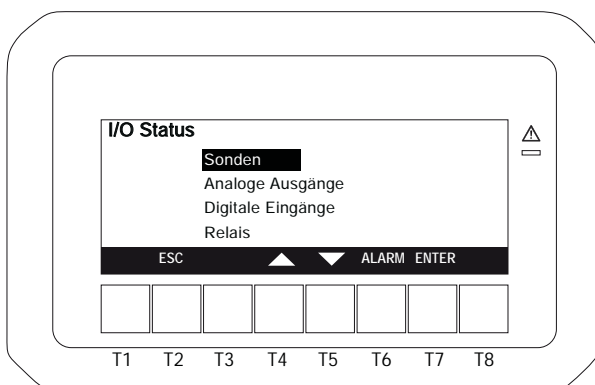 I/O Status
Sonden
Analoge Ausgänge
Digitale Eingänge
Relais
ESC ALARM ENTER
T1 T2 T3 T4 T5 T6 T7 T8